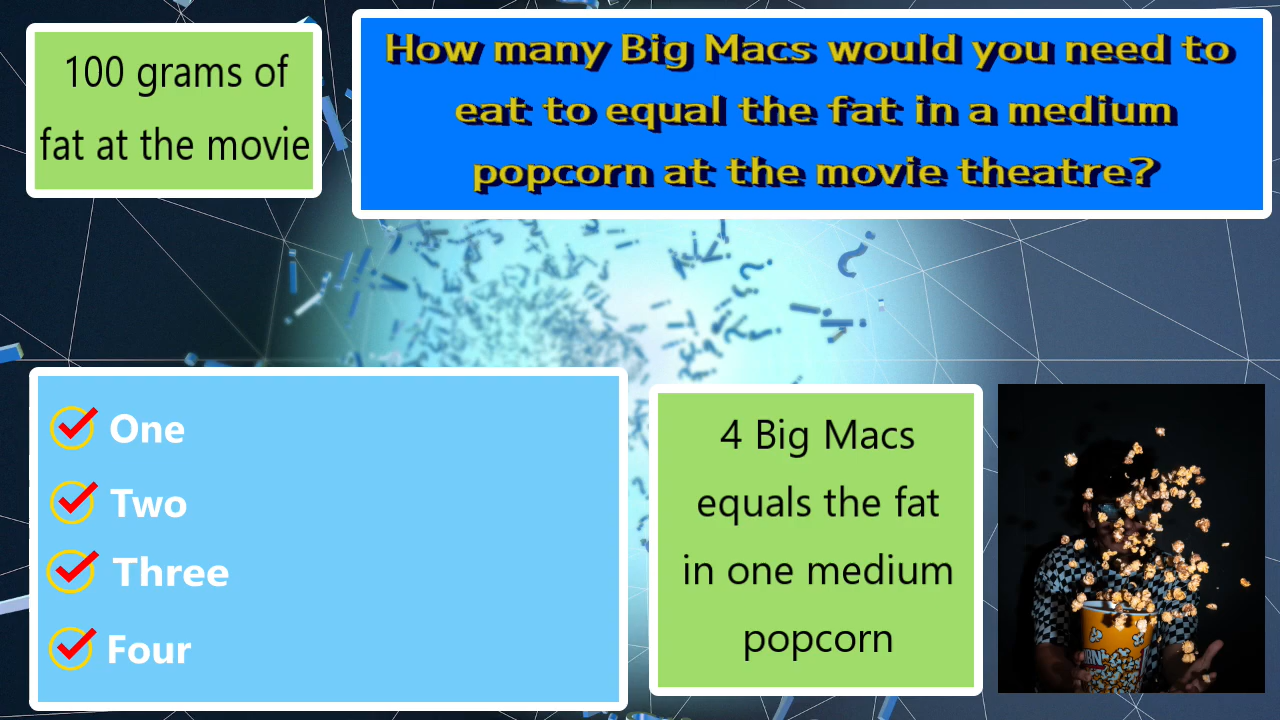 100 grams of
fat at the movie
How many Big Macs would you need to
eat to equal the fat in a medium
popcorn at the movie theatre?
One
Two
Three
Four
4 Big Macs
equals the fat
in one medium
popcorn